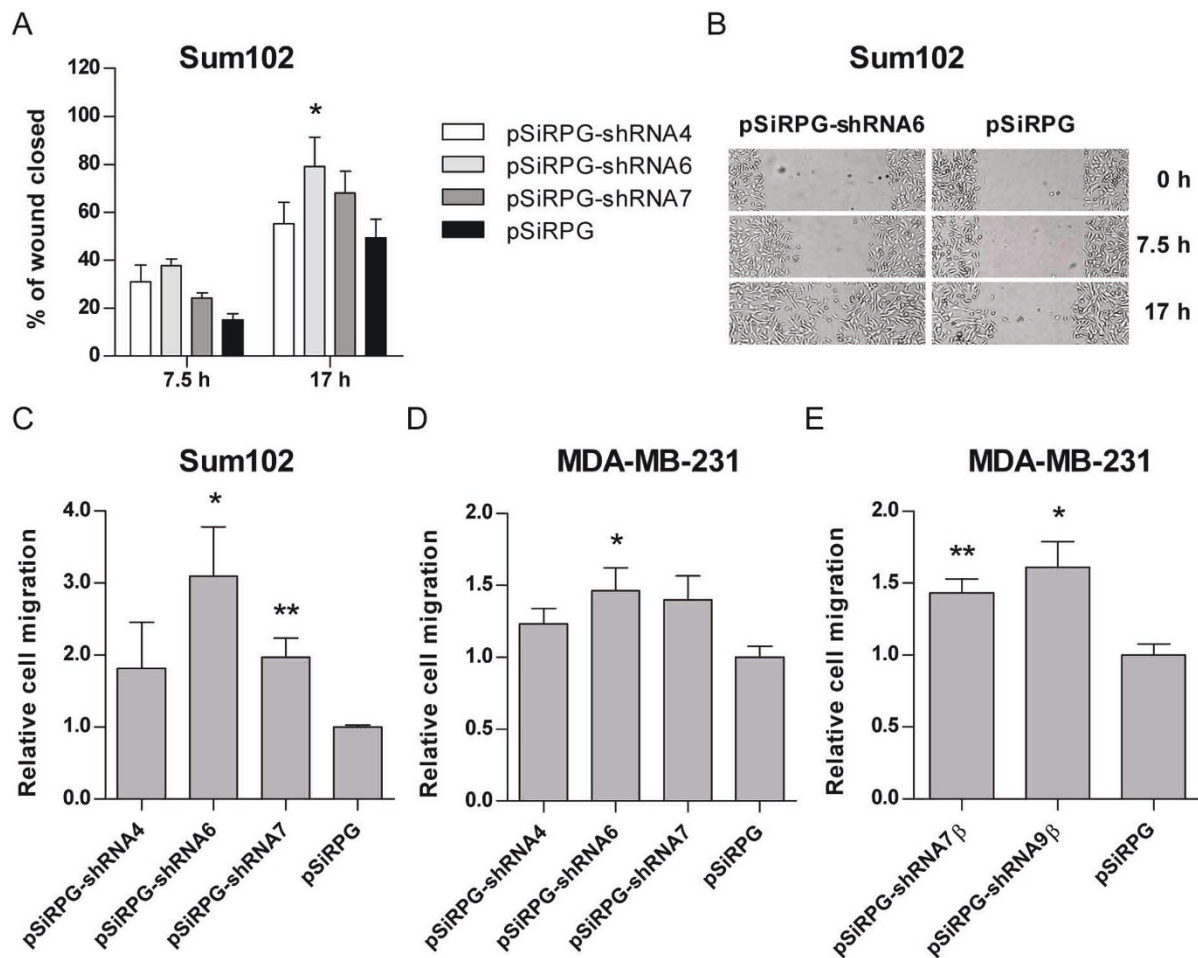 A
Sum102
% of wound closed
120
100
80
60
40
20
0
*
7.5 h
17 h
pSiRPG-shRNA4
pSiRPG-shRNA6
pSiRPG-shRNA7
pSiRPG
B
Sum102
pSiRPG-shRNA6
pSiRPG
0 h
7.5 h
17 h
C
Sum102
Relative cell migration
4.0
3.0
2.0
1.0
0.0
*
**
pSiRPG-shRNA4
pSiRPG-shRNA6
pSiRPG-shRNA7
pSiRPG
D
MDA-MB-231
Relative cell migration
2.0
1.5
1.0
0.5
0.0
*
pSiRPG-shRNA4
pSiRPG-shRNA6
pSiRPG-shRNA7
pSiRPG
E
MDA-MB-231
Relative cell migration
2.0
1.5
1.0
0.5
0.0
**
*
pSiRPG-shRNA7β
pSiRPG-shRNA9β
pSiRPG